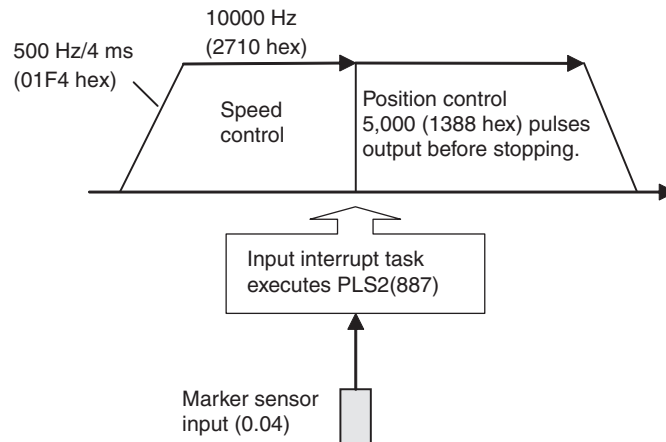 10000 Hz
(2710 hex)
500 Hz/4 ms
(01F4 hex)
Speed
control
Position control
5,000 (1388 hex) pulses
output before stopping.
Input interrupt task
executes PLS2(887)
Marker sensor
input (0.04)